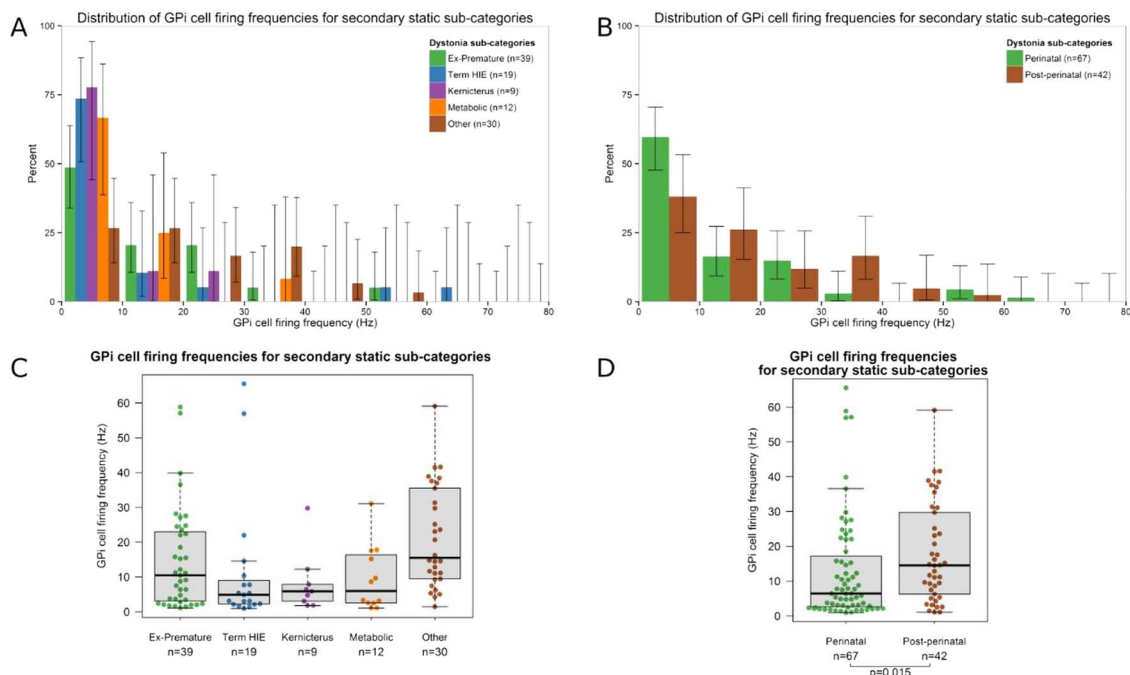 A
Distribution of GPi cell firing frequencies for secondary static sub-categories
100
75
50
25
0
Percent
Dystonia sub-categories
Ex-Premature (n=39)
Term HIE (n=19)
Kernicterus (n=9)
Metabolic (n=12)
Other (n=30)
0 10 20 30 40 50 60 70 80
GPi cell firing frequency (Hz)
B
Distribution of GPi cell firing frequencies for secondary static sub-categories
100
75
50
25
0
Percent
Dystonia sub-categories
Perinatal (n=67)
Post-perinatal (n=42)
0 10 20 30 40 50 60 70 80
GPi cell firing frequency (Hz)
C
GPi cell firing frequencies for secondary static sub-categories
60
50
40
30
20
10
0
GPi cell firing frequency (Hz)
Ex-Premature Term HIE Kernicterus Metabolic Other
n=39 n=19 n=9 n=12 n=30
D
GPi cell firing frequencies
for secondary static sub-categories
60
50
40
30
20
10
0
GPi cell firing frequency (Hz)
Perinatal Post-perinatal
n=67 n=42
p=0.015